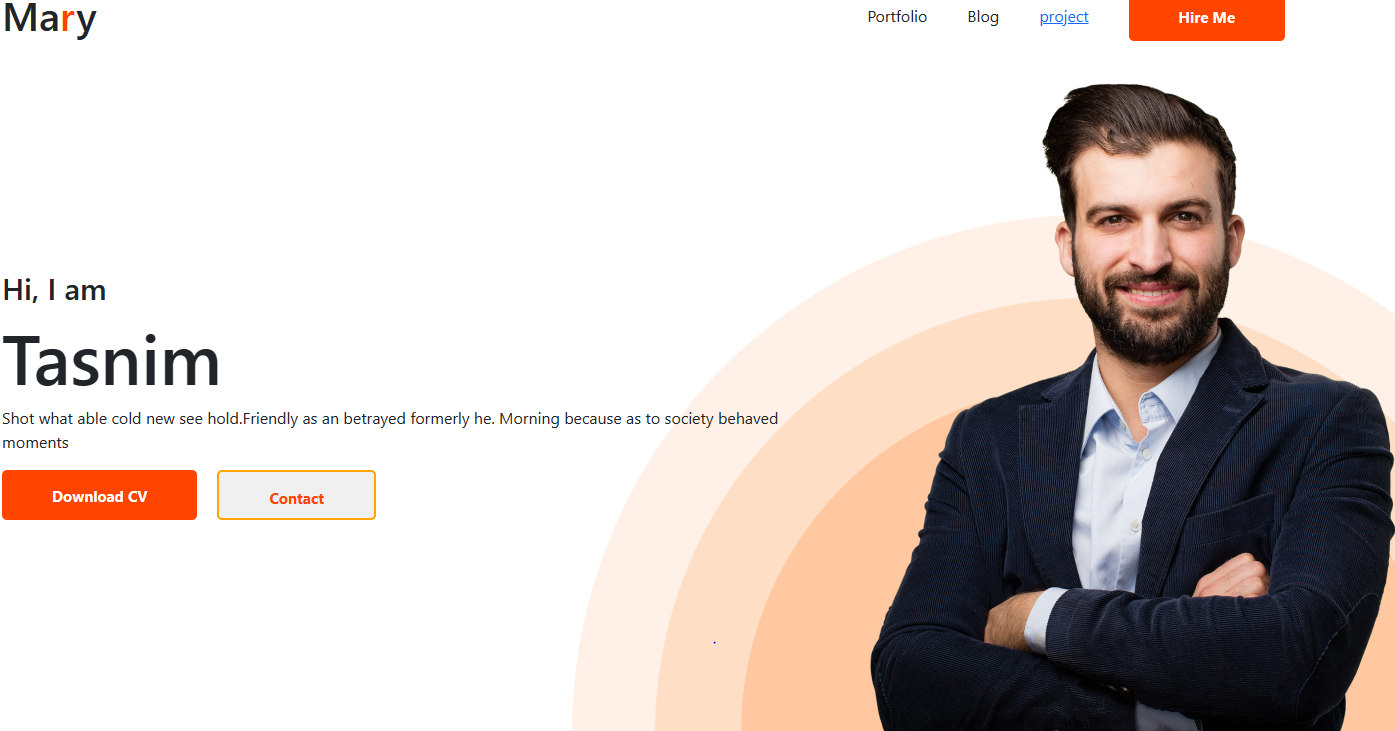 Mary
Portfolio
Blog
project
Hire Me
Hi, I am
Tasnim
Shot what able cold new see hold.Friendly as an betrayed formerly he. Morning because as to society behaved
moments
Download CV
Contact